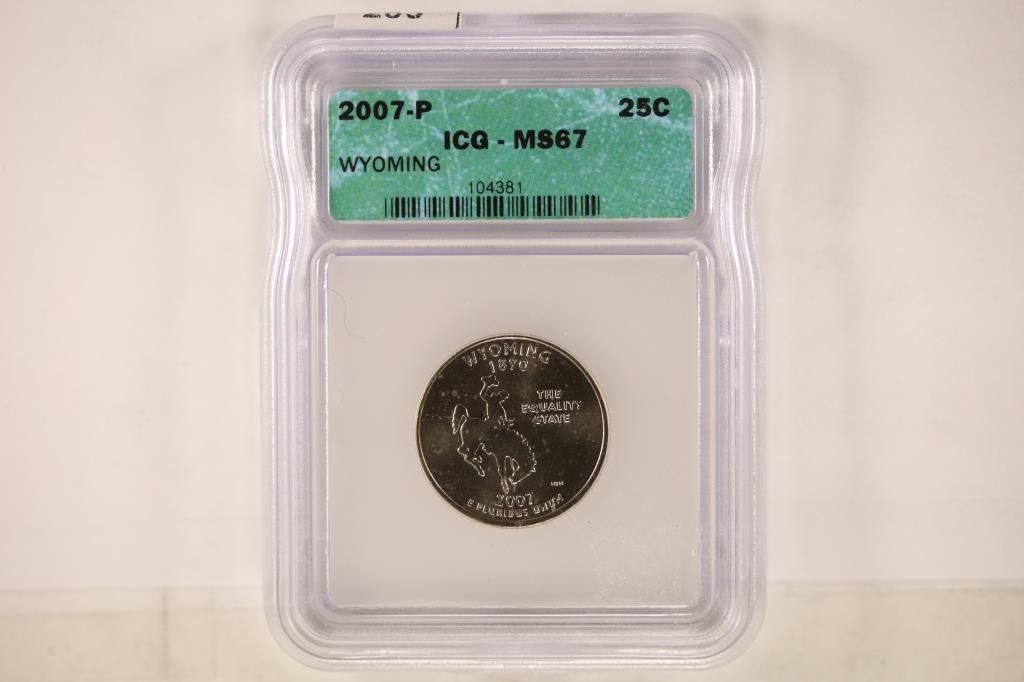 2007-P 25C
ICG - MS67
WYOMING
104381
WYOMING
1890
THE
EQUALITY
STATE
2007
E PLURIBUS UNUM